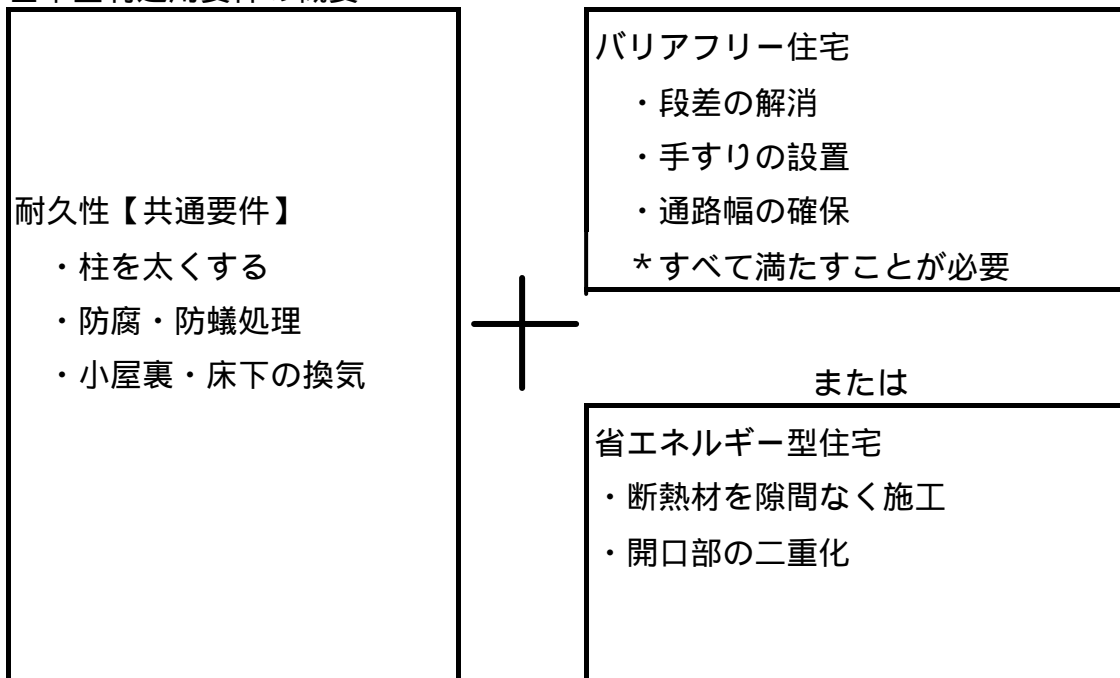 耐久性【共通要件】
・柱を太くする
・防腐・防蟻処理
・小屋裏・床下の換気
バリアフリー住宅
・段差の解消
・手すりの設置
・通路幅の確保
*すべて満たすことが必要
または
省エネルギー型住宅
・断熱材を隙間なく施工
・開口部の二重化